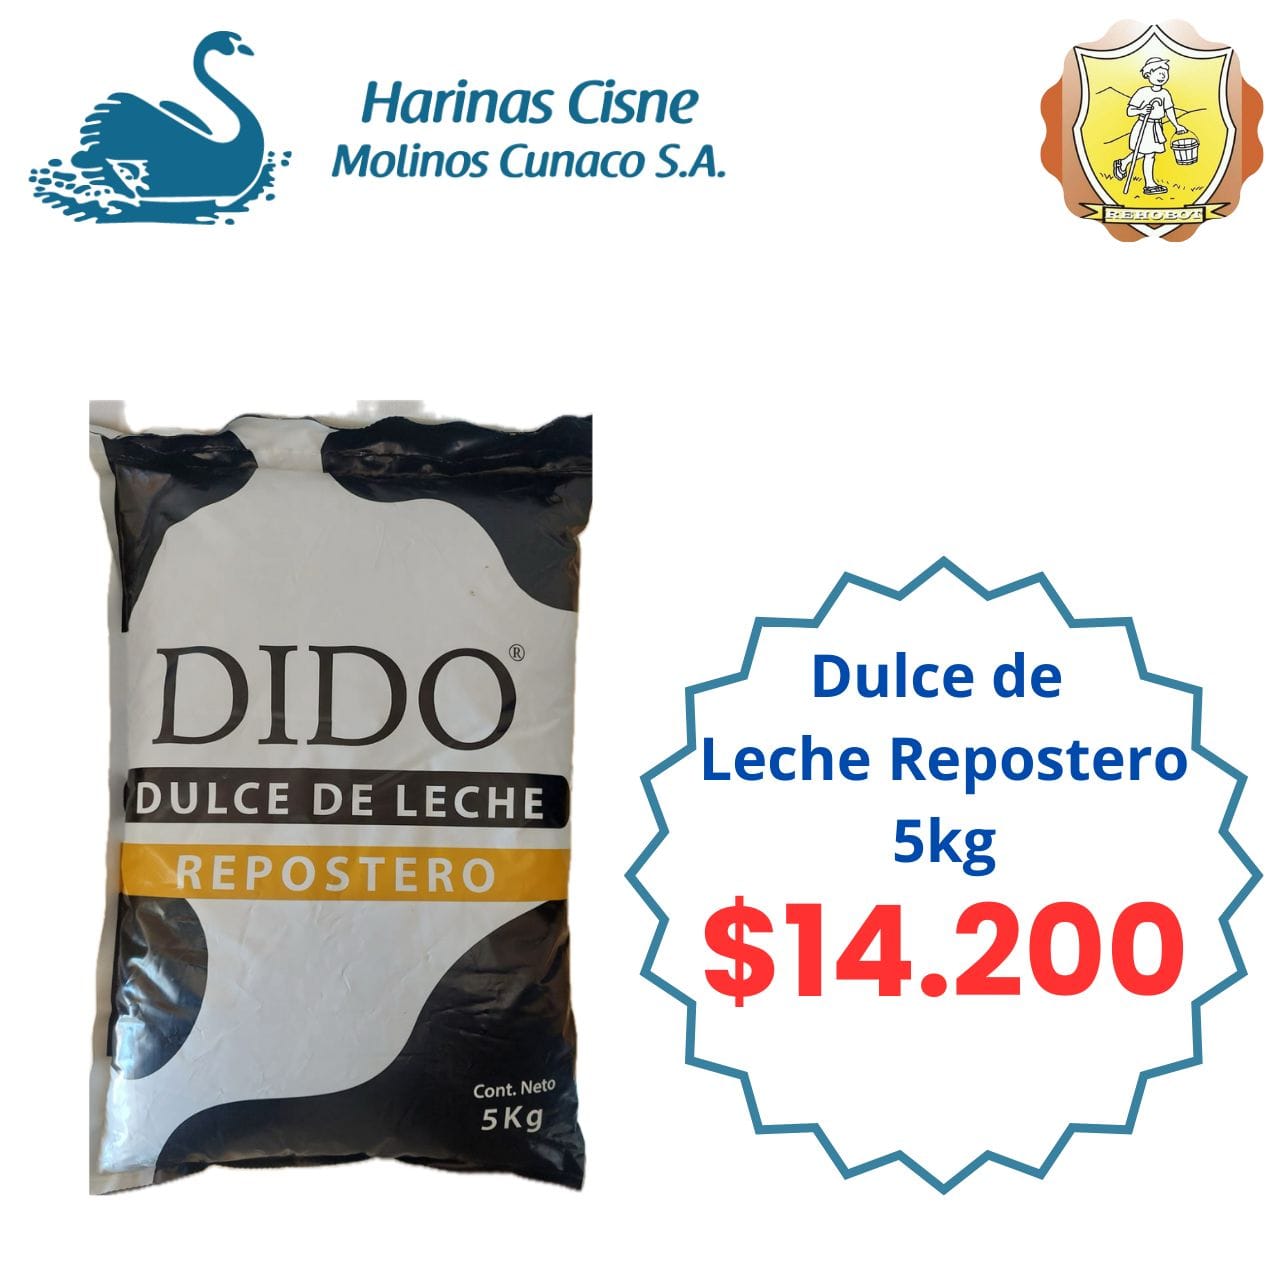 Harinas Cisne
Molinos Cunaco S.A.
REHOBOT
DIDO®
DULCE DE LECHE
REPOSTERO
Cont. Neto
5Kg
Dulce de
Leche Repostero
5kg
$14.200